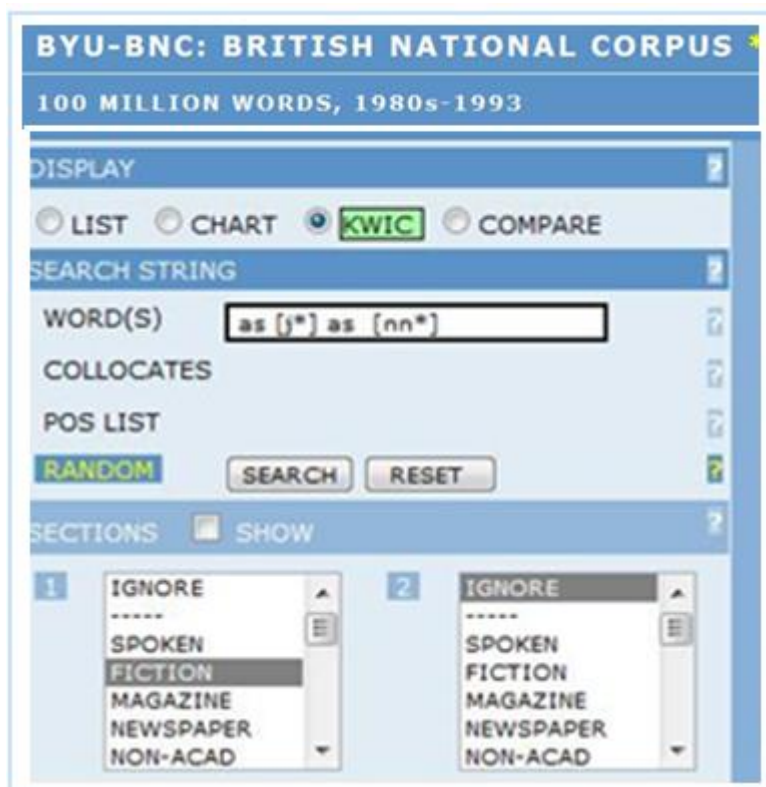 BYU-BNC: BRITISH NATIONAL CORPUS *
100 MILLION WORDS, 1980s-1993
DISPLAY ?
LIST CHART KWIC COMPARE
SEARCH STRING ?
WORD(S) as [j*] as [nn*] ?
COLLOCATES ?
POS LIST ?
RANDOM SEARCH RESET ?
SECTIONS SHOW ?
1 IGNORE 2 IGNORE
----- -----
SPOKEN SPOKEN
FICTION FICTION
MAGAZINE MAGAZINE
NEWSPAPER NEWSPAPER
NON-ACAD NON-ACAD